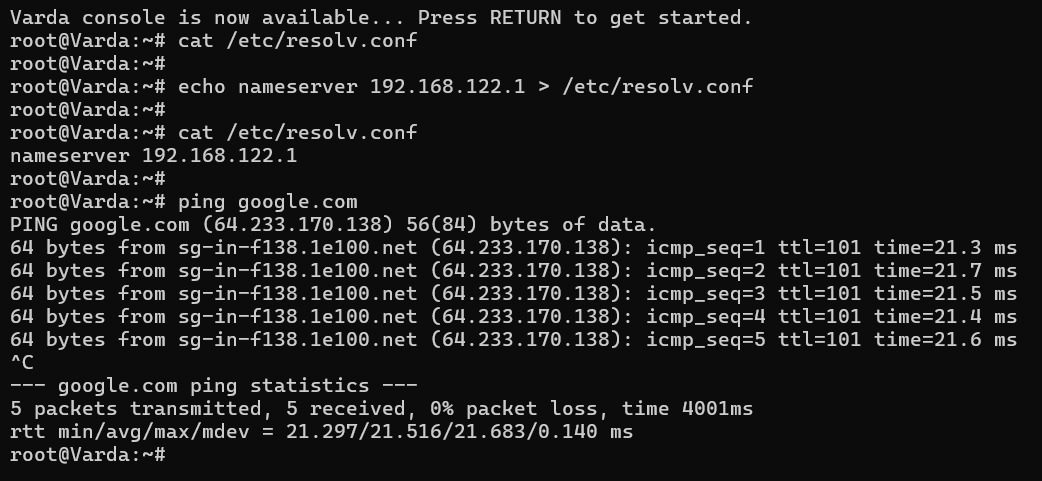 Varda console is now available... Press RETURN to get started.
root@Varda:~# cat /etc/resolv.conf
root@Varda:~#
root@Varda:~# echo nameserver 192.168.122.1 > /etc/resolv.conf
root@Varda:~#
root@Varda:~# cat /etc/resolv.conf
nameserver 192.168.122.1
root@Varda:~#
root@Varda:~# ping google.com
PING google.com (64.233.170.138) 56(84) bytes of data.
64 bytes from sg-in-f138.1e100.net (64.233.170.138): icmp_seq=1 ttl=101 time=21.3 ms
64 bytes from sg-in-f138.1e100.net (64.233.170.138): icmp_seq=2 ttl=101 time=21.7 ms
64 bytes from sg-in-f138.1e100.net (64.233.170.138): icmp_seq=3 ttl=101 time=21.5 ms
64 bytes from sg-in-f138.1e100.net (64.233.170.138): icmp_seq=4 ttl=101 time=21.4 ms
64 bytes from sg-in-f138.1e100.net (64.233.170.138): icmp_seq=5 ttl=101 time=21.6 ms
^C
--- google.com ping statistics ---
5 packets transmitted, 5 received, 0% packet loss, time 4001ms
rtt min/avg/max/mdev = 21.297/21.516/21.683/0.140 ms
root@Varda:~#